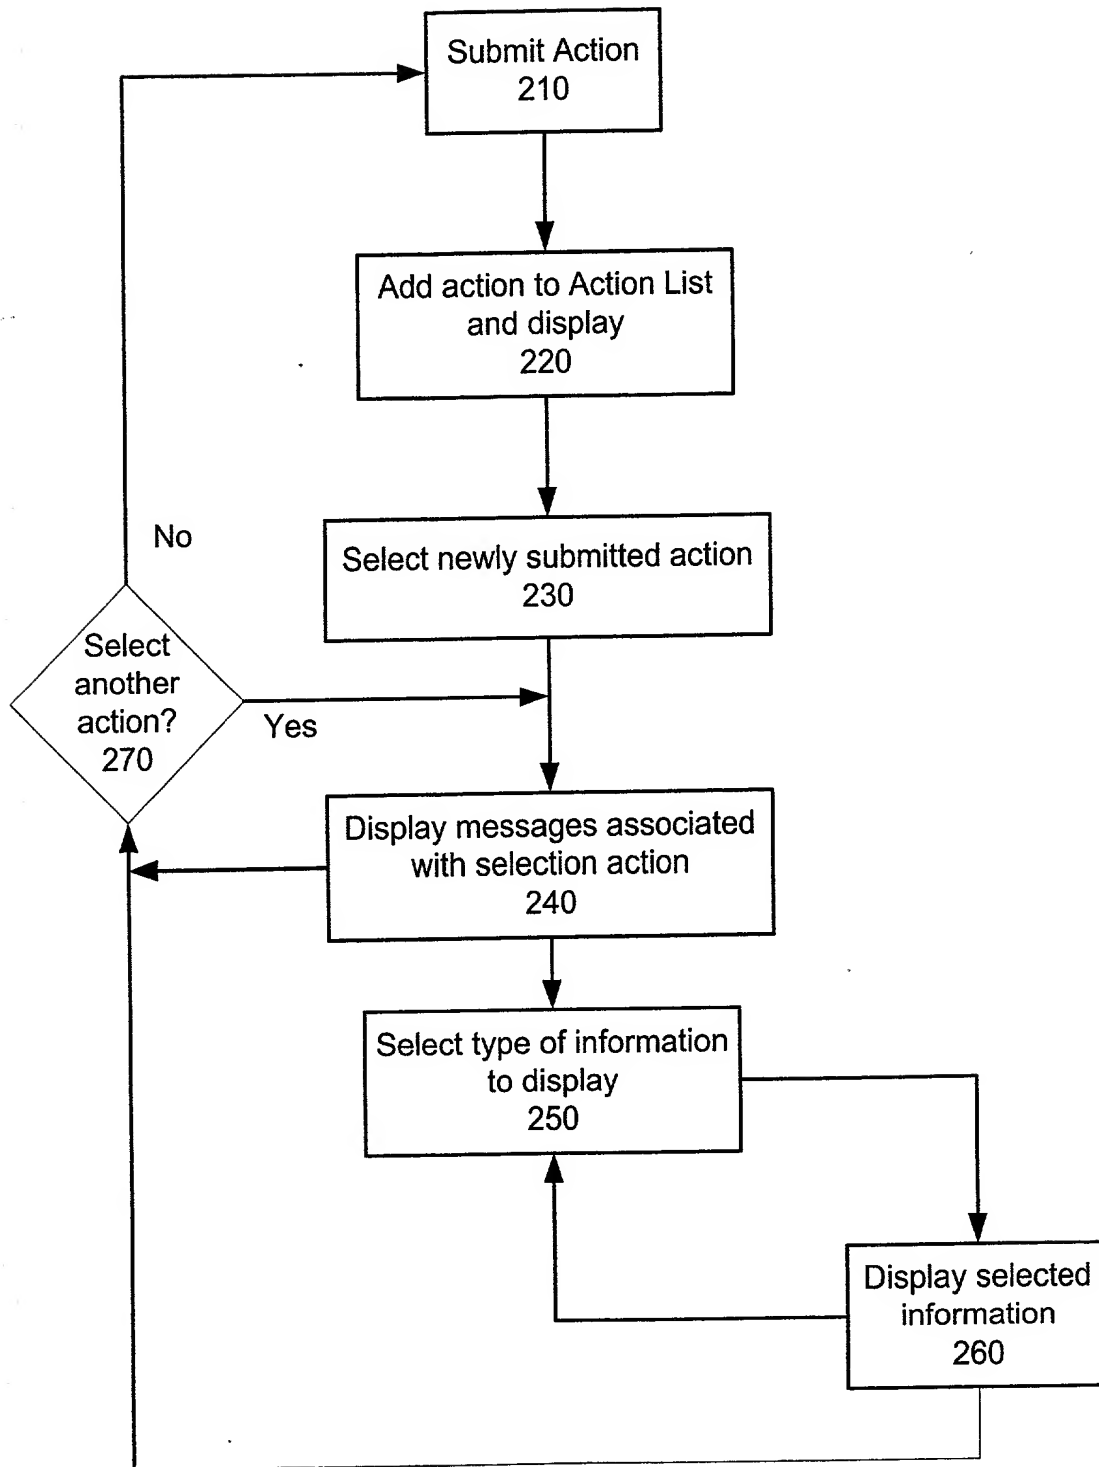 Submit Action
210
Add action to Action List
and display
220
No
Select newly submitted action
230
Select
another
action?
270
Yes
Display messages associated
with selection action
240
Select type of information
to display
250
Display selected
information
260